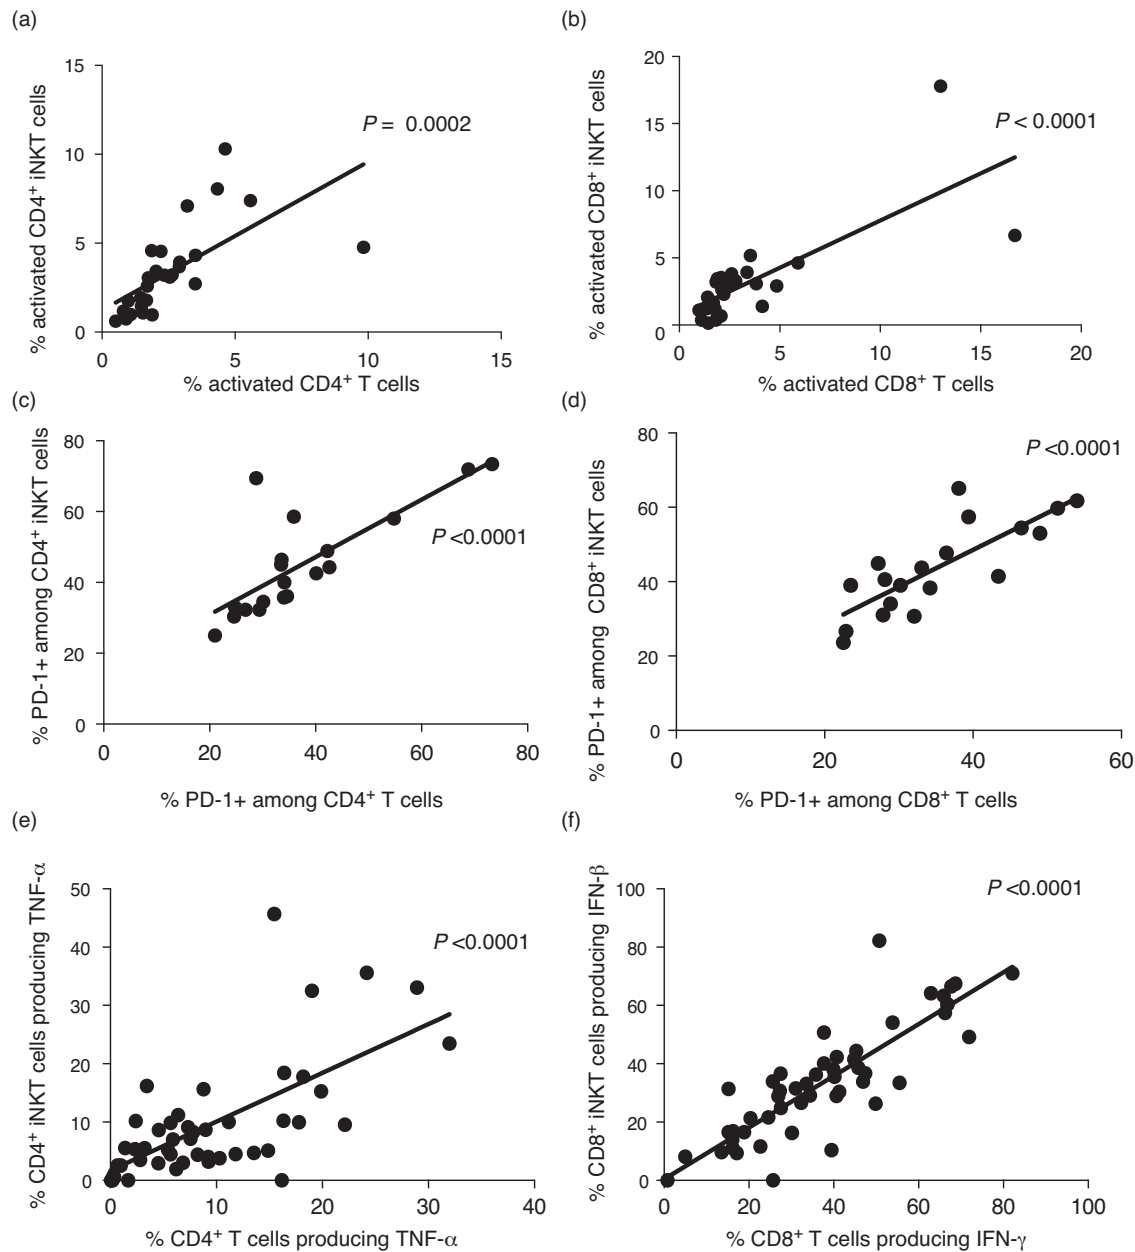 (a)
(b)
% activated CD4⁺ iNKT cells
15
10
5
0
P = 0.0002
0 5 10 15
% activated CD4⁺ T cells
% activated CD8⁺ iNKT cells
20
15
10
5
0
P < 0.0001
0 5 10 15 20
% activated CD8⁺ T cells
(c)
(d)
% PD-1+ among CD4⁺ iNKT cells
80
60
40
20
0
P <0.0001
0 20 40 60 80
% PD-1+ among CD4⁺ T cells
% PD-1+ among CD8⁺ iNKT cells
80
60
40
20
0
P <0.0001
0 20 40 60
% PD-1+ among CD8⁺ T cells
(e)
(f)
% CD4⁺ iNKT cells producing TNF-α
50
40
30
20
10
0
P <0.0001
0 10 20 30 40
% CD4⁺ T cells producing TNF-α
% CD8⁺ iNKT cells producing IFN-β
100
80
60
40
20
0
P <0.0001
0 20 40 60 80 100
% CD8⁺ T cells producing IFN-γ